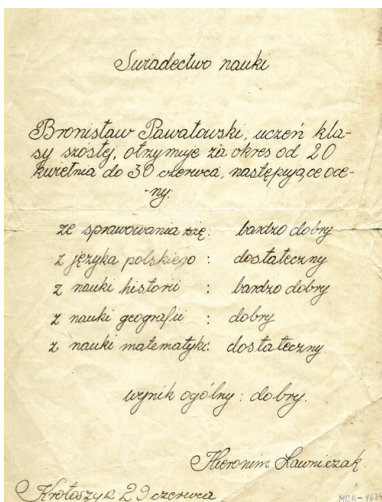 Świadectwo nauki
Bronisław Pawałowski, uczeń kla-
sy szóstej, otrzymuje za okres od 20
kwietnia do 30 czerwca, następujące oce-
-ny:
ze sprawowania się: bardzo dobry
z języka polskiego : dostateczny
z nauki historii : bardzo dobry
z nauki geografii : dobry
z nauki matematyki: dostateczny
wynik ogólny : dobry.
Hieronim Ławniczak
Krotoszyn 29 czerwca